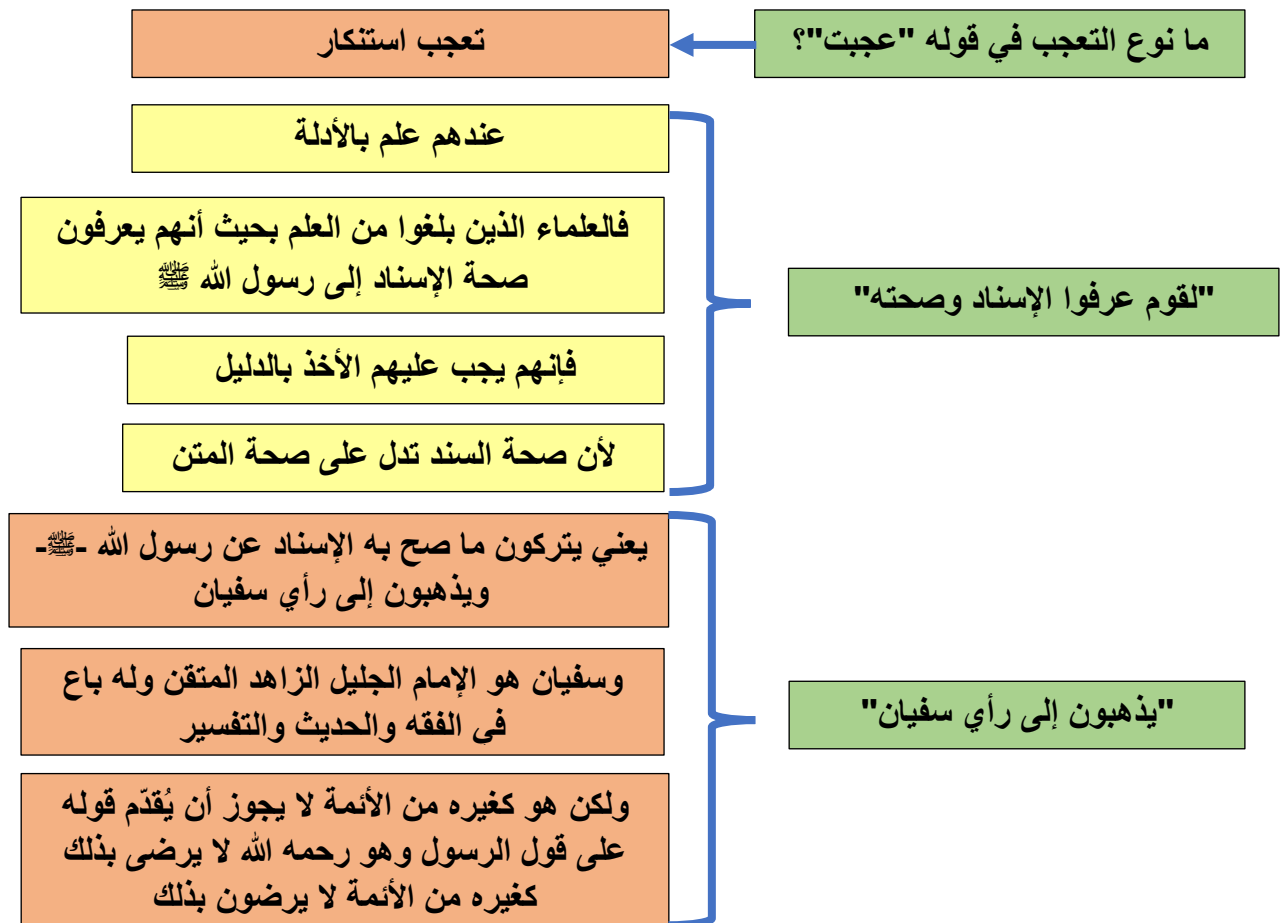 ما نوع التعجب في قوله "عجبت"؟
تعجب استنكار
"لقوم عرفوا الإسناد وصحته"
عندهم علم بالأدلة
فالعلماء الذين بلغوا من العلم بحيث أنهم يعرفون
صحة الإسناد إلى رسول الله ﷺ
فإنهم يجب عليهم الأخذ بالدليل
لأن صحة السند تدل على صحة المتن
"يذهبون إلى رأي سفيان"
يعني يتركون ما صح به الإسناد عن رسول الله -ﷺ-
ويذهبون إلى رأي سفيان
وسفيان هو الإمام الجليل الزاهد المتقن وله باع
في الفقه والحديث والتفسير
ولكن هو كغيره من الأئمة لا يجوز أن يُقدّم قوله
على قول الرسول وهو رحمه الله لا يرضى بذلك
كغيره من الأئمة لا يرضون بذلك